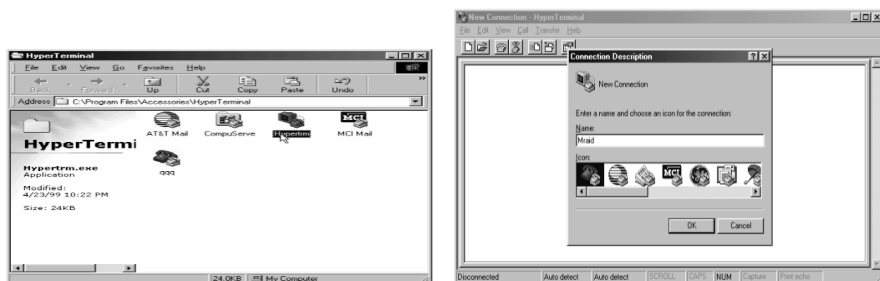 HyperTerminal
File Edit View Go Favorites Help
Back Forward Up Cut Copy Paste Undo »
Address C:\Program Files\Accessories\HyperTerminal
HyperTermi
Hypertrm.exe
Application
Modified:
4/23/99 10:22 PM
Size: 24KB
AT&T Mail CompuServe Hypertrm MCI Mail
qqq
24.0KB My Computer
New Connection - HyperTerminal
File Edit View Call Transfer Help
Connection Description
New Connection
Enter a name and choose an icon for the connection:
Name:
Mraid
Icon:
MCI
OK Cancel
Disconnected Auto detect Auto detect SCROLL CAPS NUM Capture Print echo